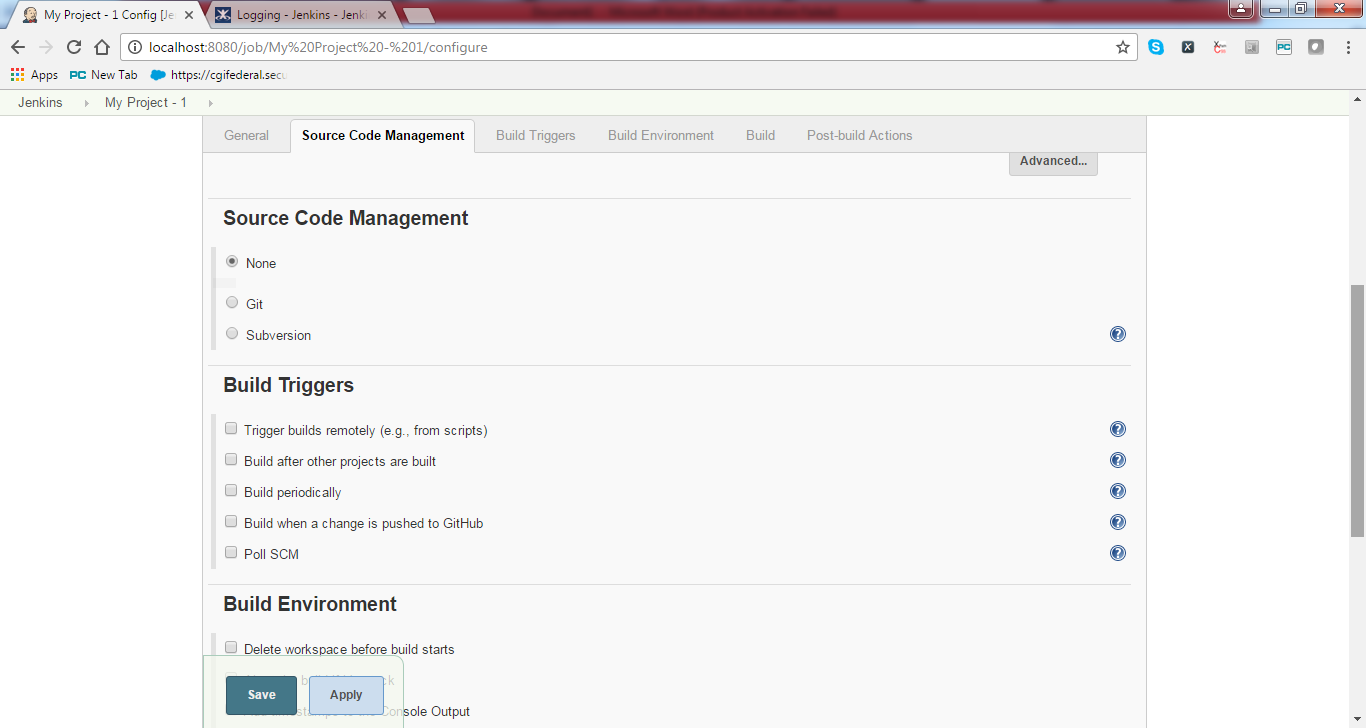 My Project - 1 Config [Je
Logging - Jenkins - Jenki
localhost:8080/job/My%20Project%20-%201/configure
Apps
PC New Tab
https://cgifederal.secu
Jenkins
My Project - 1
General
Source Code Management
Build Triggers
Build Environment
Build
Post-build Actions
Advanced...
Source Code Management
None
Git
Subversion
Build Triggers
Trigger builds remotely (e.g., from scripts)
Build after other projects are built
Build periodically
Build when a change is pushed to GitHub
Poll SCM
Build Environment
Delete workspace before build starts
Save
Apply
Console Output